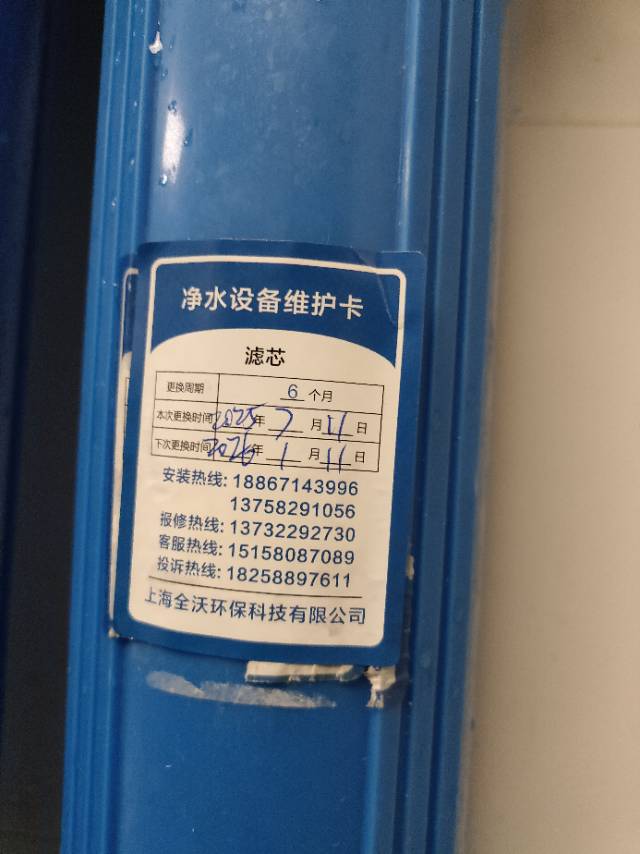 净水设备维护卡
滤芯
更换周期 6 个月
本次更换时间 2025 年 7 月 11 日
下次更换时间 2026 年 1 月 11 日
安装热线: 18867143996
13758291056
报修热线: 13732292730
客服热线: 15158087089
投诉热线: 18258897611
上海全沃环保科技有限公司